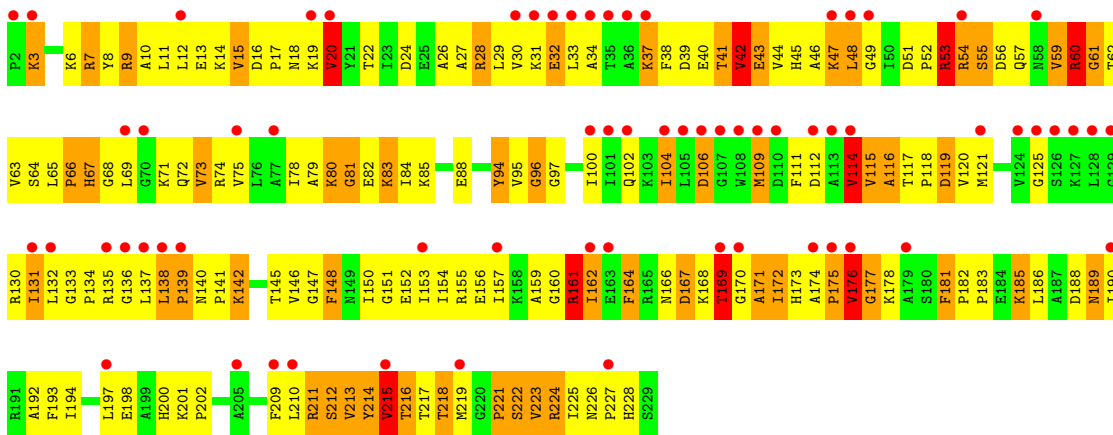 P2 K3 K6 R7 Y8 R9 A10 L11 L12 E13 K14 V15 D16 P17 N18 K19 V20 Y21 T22 I23 D24 E25 A26 A27 R28 L29 V30 K31 E32 L33 A34 T35 A36 K37 F38 D39 E40 T41 V42 E43 V44 H45 A46 K47 L48 G49 I50 D51 P52 R53 R54 S55 D56 Q57 N58 V59 R60 G61 T62
V63 S64 L65 P66 H67 G68 L69 G70 K71 Q72 V73 R74 V75 L76 A77 I78 A79 K80 G81 E82 K83 I84 K85 E88 Y94 V95 G96 G97 I100 I101 Q102 K103 I104 L105 D106 G107 W108 M109 D110 F111 D112 A113 V114 V115 A116 T117 P118 D119 V120 M121 V124 G125 S126 K127 L128 G129
R130 I131 L132 G133 P134 R135 G136 L137 L138 P139 N140 P141 K142 T145 V146 G147 F148 N149 I150 G151 E152 I153 I154 R155 E156 I157 K158 A159 G160 R161 I162 E163 F164 R165 N166 D167 K168 T169 G170 A171 I172 H173 A174 P175 V176 G177 K178 A179 S180 F181 P182 P183 E184 K185 L186 A187 D188 N189 I190
R191 A192 F193 I194 L197 E198 A199 H200 K201 P202 A205 F209 L210 R211 S212 V213 Y214 V215 T216 T217 T218 M219 G220 P221 S222 V223 R224 I225 N226 P227 H228 S229